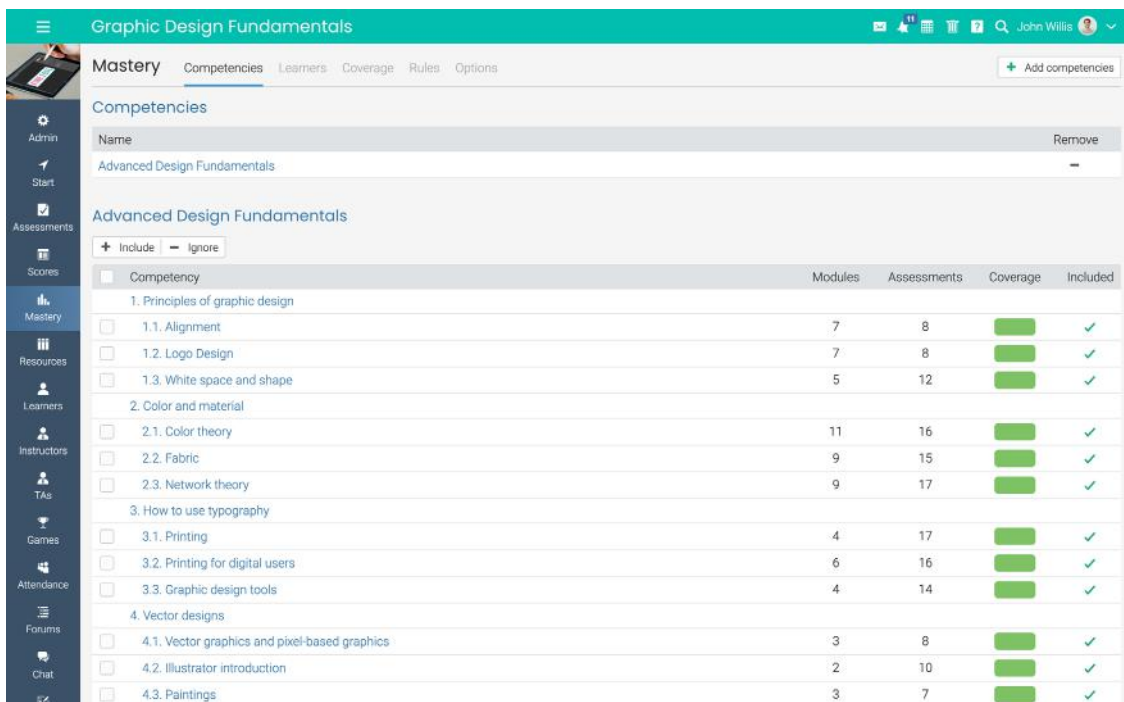 Graphic Design Fundamentals 11 John Willis
Mastery Competencies Learners Coverage Rules Options + Add competencies
Competencies
Name Remove
Advanced Design Fundamentals
Advanced Design Fundamentals
+ Include − Ignore
Competency Modules Assessments Coverage Included
1. Principles of graphic design
1.1. Alignment 7 8
1.2. Logo Design 7 8
1.3. White space and shape 5 12
2. Color and material
2.1. Color theory 11 16
2.2. Fabric 9 15
2.3. Network theory 9 17
3. How to use typography
3.1. Printing 4 17
3.2. Printing for digital users 6 16
3.3. Graphic design tools 4 14
4. Vector designs
4.1. Vector graphics and pixel-based graphics 3 8
4.2. Illustrator introduction 2 10
4.3. Paintings 3 7
Admin
Start
Assessments
Scores
Mastery
Resources
Learners
Instructors
TAs
Games
Attendance
Forums
Chat